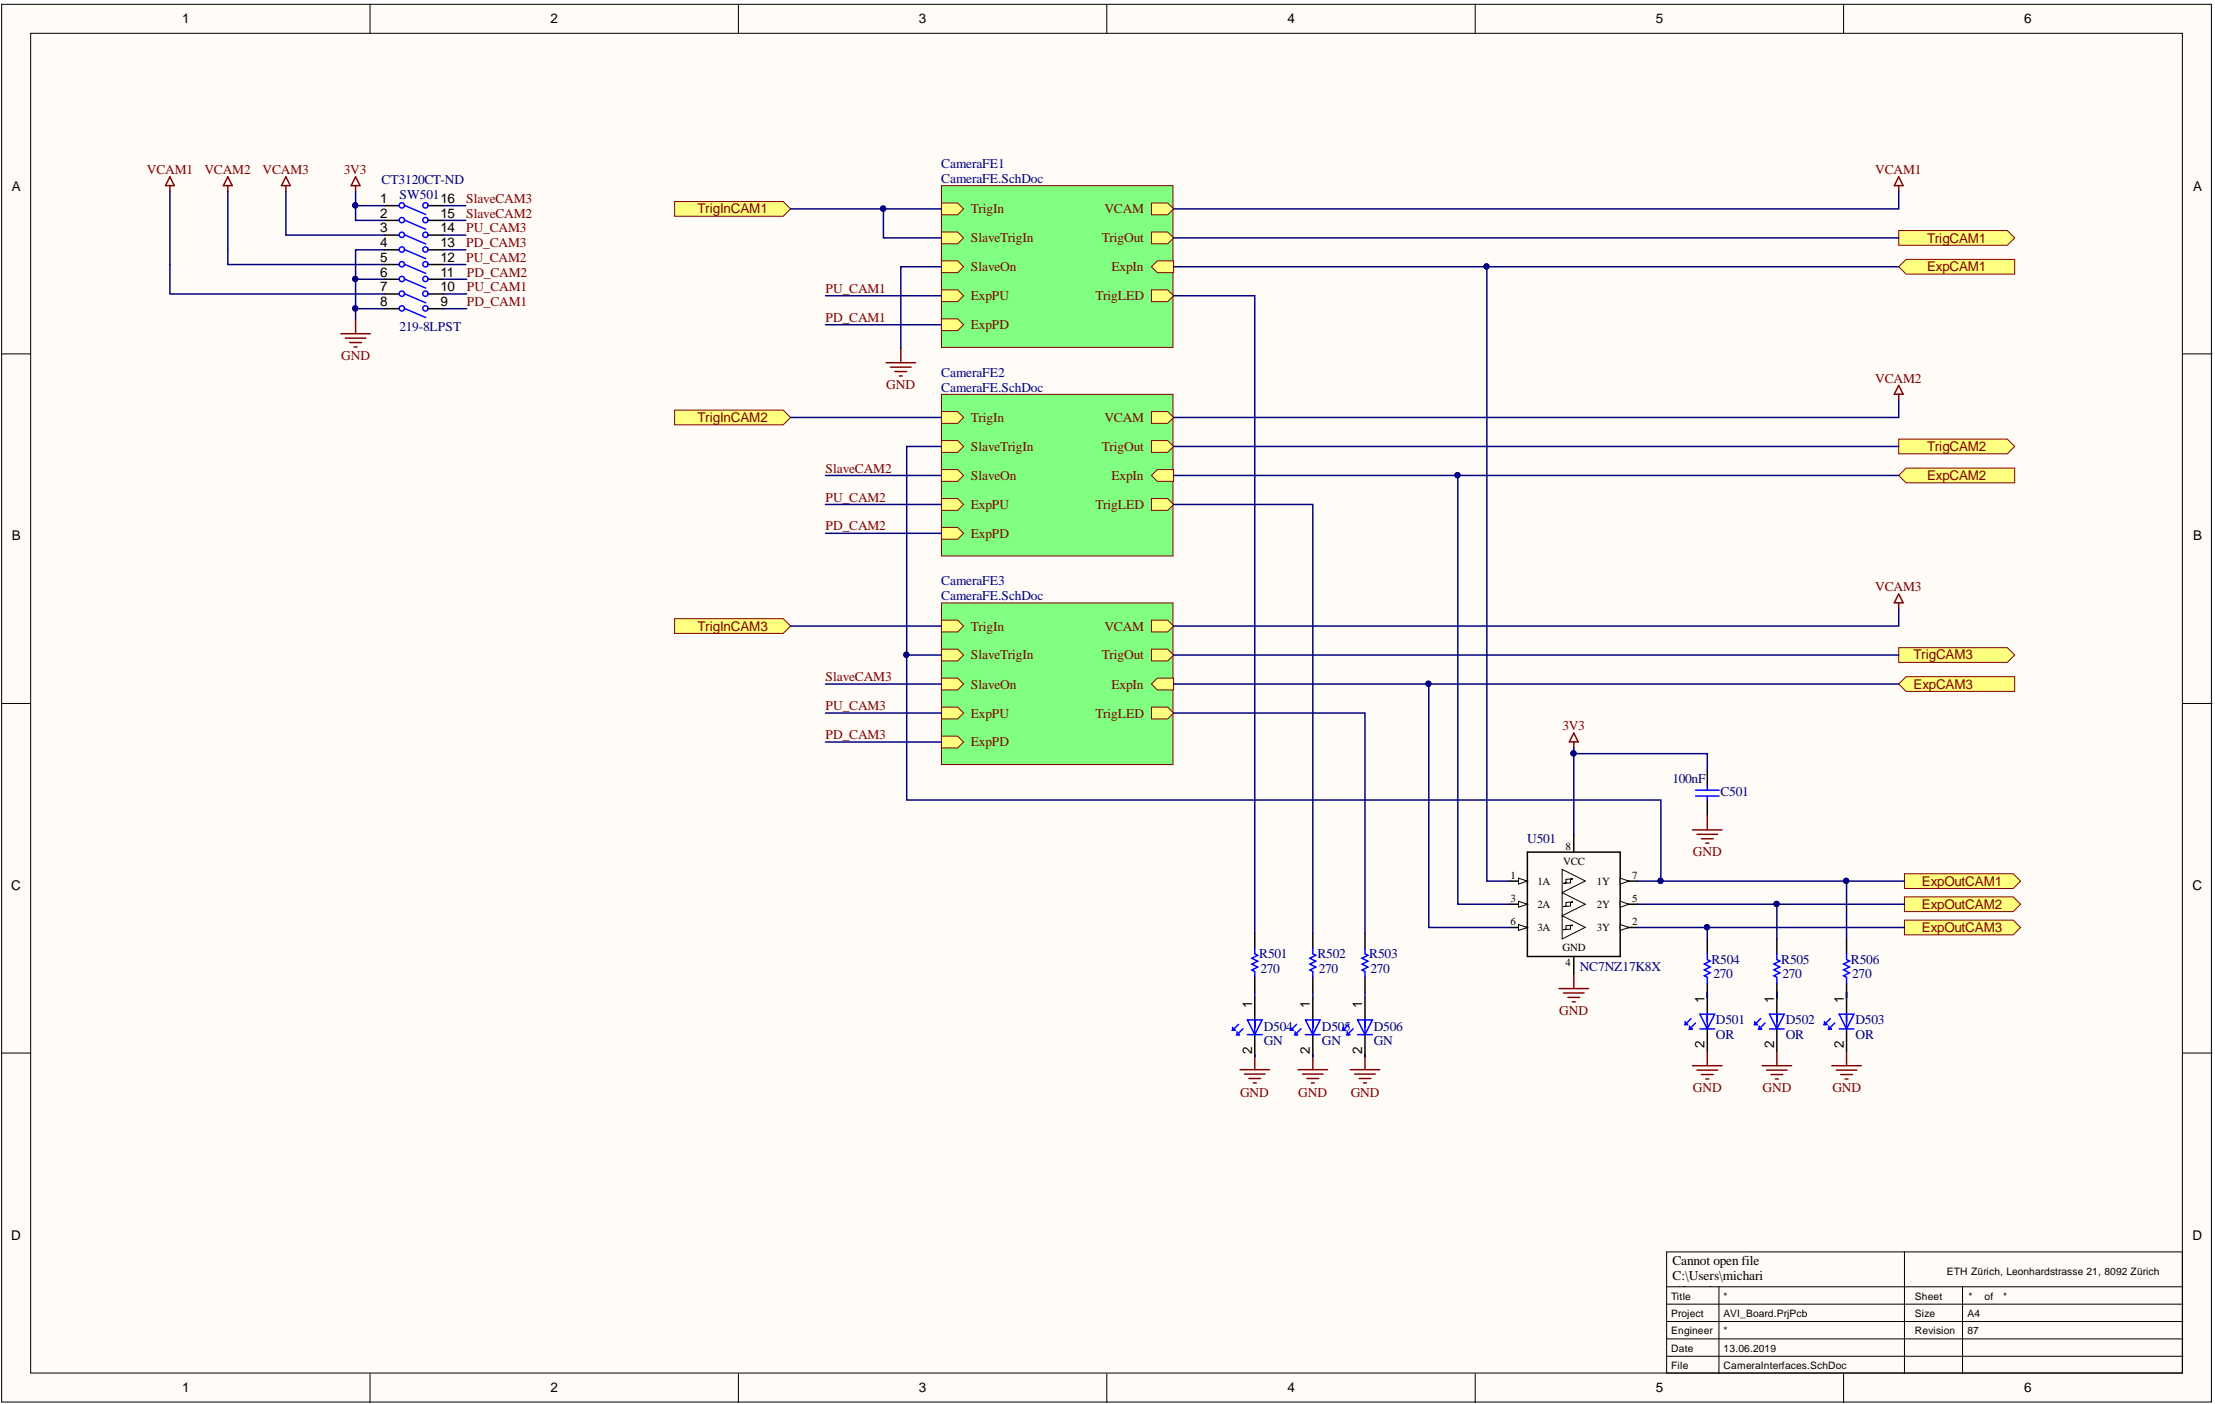 1 2 3 4 5 6
A A
B B
C C
D D
1 2 3 4 5 6
VCAM1 VCAM2 VCAM3 3V3
CT3120CT-ND
SW501
1 16 SlaveCAM3
2 15 SlaveCAM2
3 14 PU_CAM3
4 13 PD_CAM3
5 12 PU_CAM2
6 11 PD_CAM2
7 10 PU_CAM1
8 9 PD_CAM1
219-8LPST
GND
CameraFE1
CameraFE.SchDoc
VCAM1
TrigInCAM1 TrigIn VCAM
SlaveTrigIn TrigOut TrigCAM1
SlaveOn ExpIn ExpCAM1
PU_CAM1 ExpPU TrigLED
PD_CAM1 ExpPD
GND
CameraFE2
CameraFE.SchDoc
VCAM2
TrigInCAM2 TrigIn VCAM
SlaveTrigIn TrigOut TrigCAM2
SlaveCAM2 SlaveOn ExpIn ExpCAM2
PU_CAM2 ExpPU TrigLED
PD_CAM2 ExpPD
CameraFE3
CameraFE.SchDoc
VCAM3
TrigInCAM3 TrigIn VCAM
SlaveTrigIn TrigOut TrigCAM3
SlaveCAM3 SlaveOn ExpIn ExpCAM3
PU_CAM3 ExpPU TrigLED
PD_CAM3 ExpPD
3V3
100nF
C501
GND
U501
8
VCC
1 1A 1Y 7 ExpOutCAM1
3 2A 2Y 5 ExpOutCAM2
6 3A 3Y 2 ExpOutCAM3
GND
4 NC7NZ17K8X
GND
R501 R502 R503
270 270 270
1 1 1
D504 D505 D506
GN GN GN
2 2 2
GND GND GND
R504 R505 R506
270 270 270
1 1 1
D501 D502 D503
OR OR OR
2 2 2
GND GND GND
Cannot open file
C:\Users\michari
ETH Zürich, Leonhardstrasse 21, 8092 Zürich
Title * Sheet * of *
Project AVI_Board.PrjPcb Size A4
Engineer * Revision 87
Date 13.06.2019
File CameraInterfaces.SchDoc